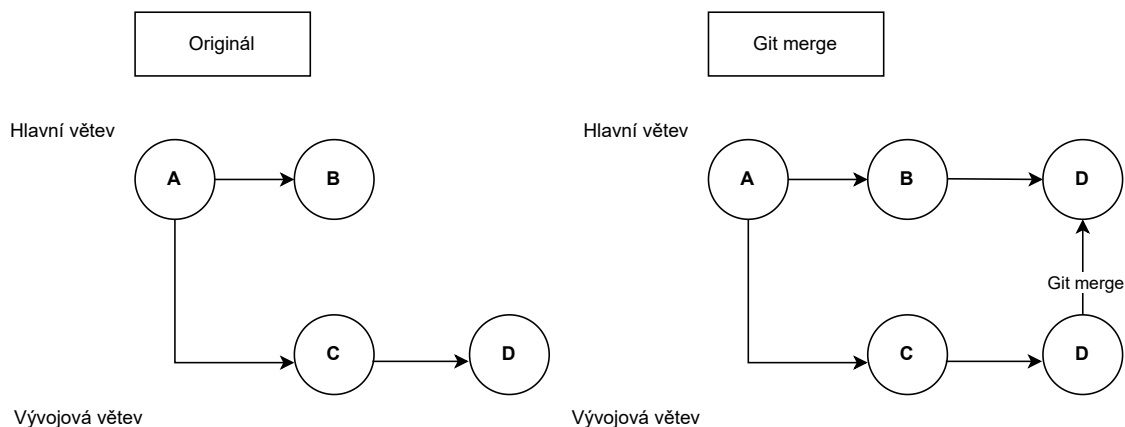 Originál
Git merge
Hlavní větev
A
B
C
D
Vývojová větev
Hlavní větev
A
B
D
Git merge
C
D
Vývojová větev